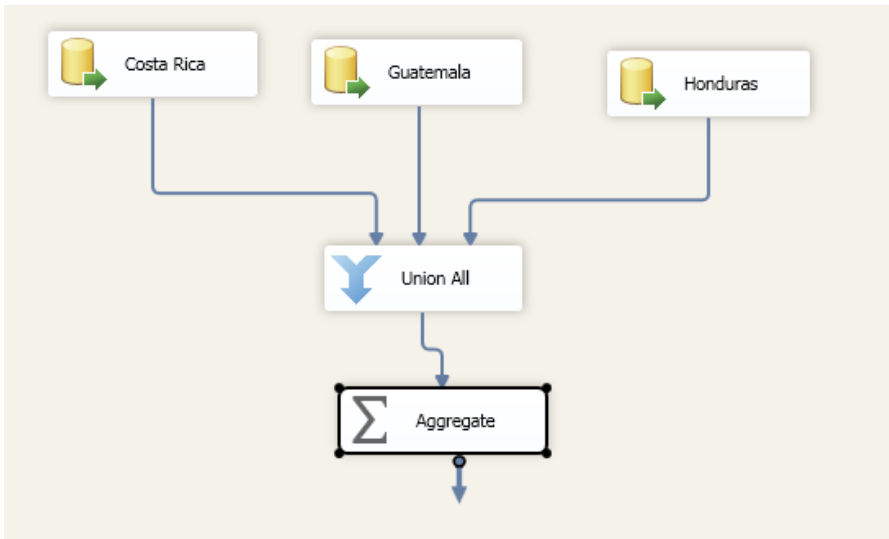 Costa Rica
Guatemala
Honduras
Union All
Aggregate